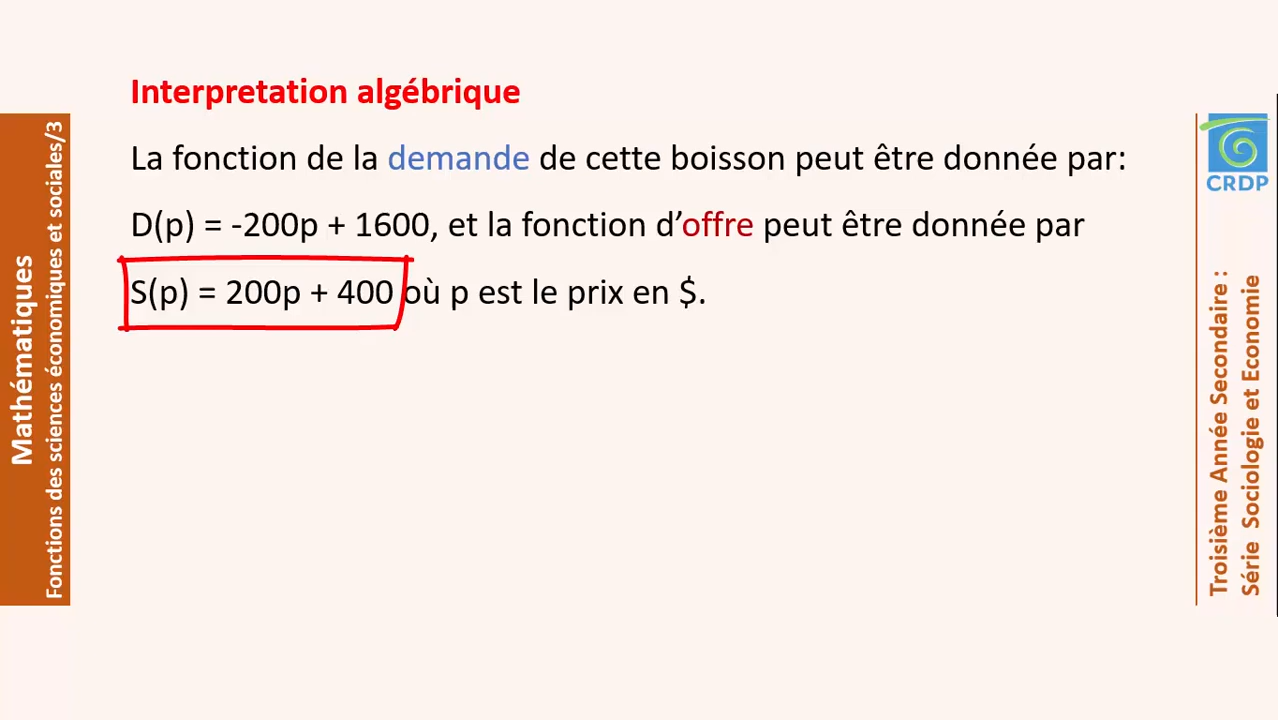 Interpretation algébrique
La fonction de la demande de cette boisson peut être donnée par:
D(p) = -200p + 1600, et la fonction d’offre peut être donnée par
S(p) = 200p + 400 où p est le prix en $.
Mathématiques
Fonctions des sciences économiques et sociales/3
CRDP
Troisième Année Secondaire :
Série Sociologie et Economie